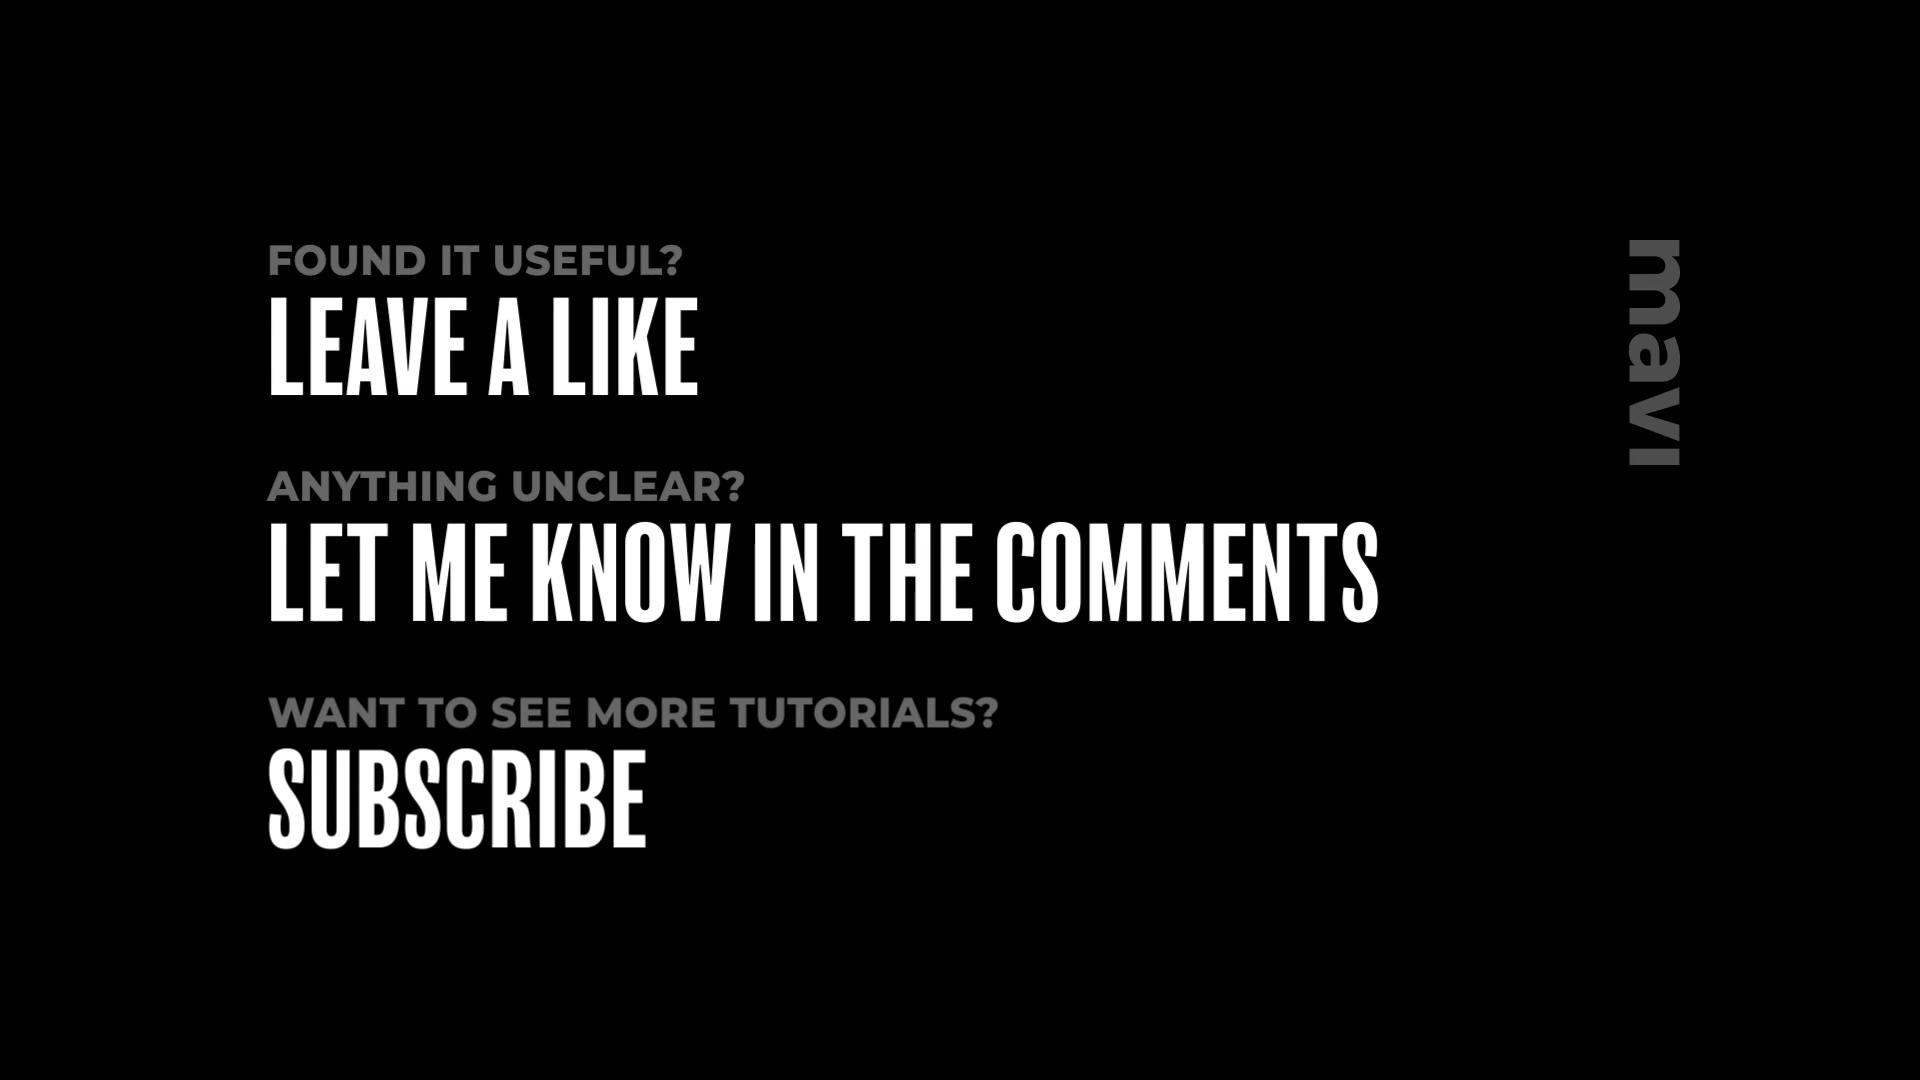 FOUND IT USEFUL?
LEAVE A LIKE
ANYTHING UNCLEAR?
LET ME KNOW IN THE COMMENTS
WANT TO SEE MORE TUTORIALS?
SUBSCRIBE
mavi